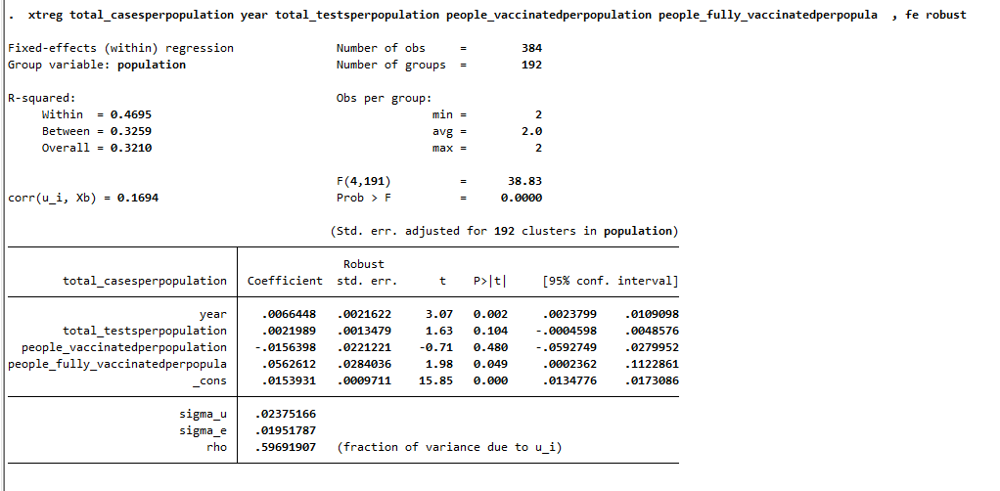 . xtreg total_casesperpopulation year total_testsperpopulation people_vaccinatedperpopulation people_fully_vaccinatedperpopula , fe robust
Fixed-effects (within) regression Number of obs = 384
Group variable: population Number of groups = 192
R-squared: Obs per group:
Within = 0.4695 min = 2
Between = 0.3259 avg = 2.0
Overall = 0.3210 max = 2
F(4,191) = 38.83
corr(u_i, Xb) = 0.1694 Prob > F = 0.0000
(Std. err. adjusted for 192 clusters in population)
Robust
total_casesperpopulation Coefficient std. err. t P>|t| [95% conf. interval]
year .0066448 .0021622 3.07 0.002 .0023799 .0109098
total_testsperpopulation .0021989 .0013479 1.63 0.104 -.0004598 .0048576
people_vaccinatedperpopulation -.0156398 .0221221 -0.71 0.480 -.0592749 .0279952
people_fully_vaccinatedperpopula .0562612 .0284036 1.98 0.049 .0002362 .1122861
_cons .0153931 .0009711 15.85 0.000 .0134776 .0173086
sigma_u .02375166
sigma_e .01951787
rho .59691907 (fraction of variance due to u_i)